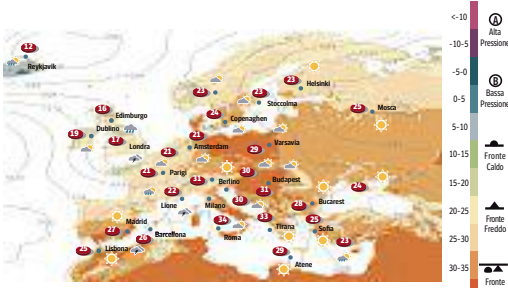 12
Reykjavik
16
Edimburgo
19
Dublino
17
Londra
23
23
Stoccolma
23
Helsinki
24
Copenaghen
25
Mosca
21
Amsterdam
29
Varsavia
21
21
Parigi
31
Berlino
30
Budapest
31
22
Lione
Milano
30
28
Bucarest
24
34
Roma
33
Tirana
25
Sofia
23
29
Atene
Madrid
27
26
Barcellona
25
Lisbona
<-10
-10-5
-5-0
0-5
5-10
10-15
15-20
20-25
25-30
30-35
A
Alta
Pressione
B
Bassa
Pressione
Fronte
Caldo
Fronte
Freddo
Fronte